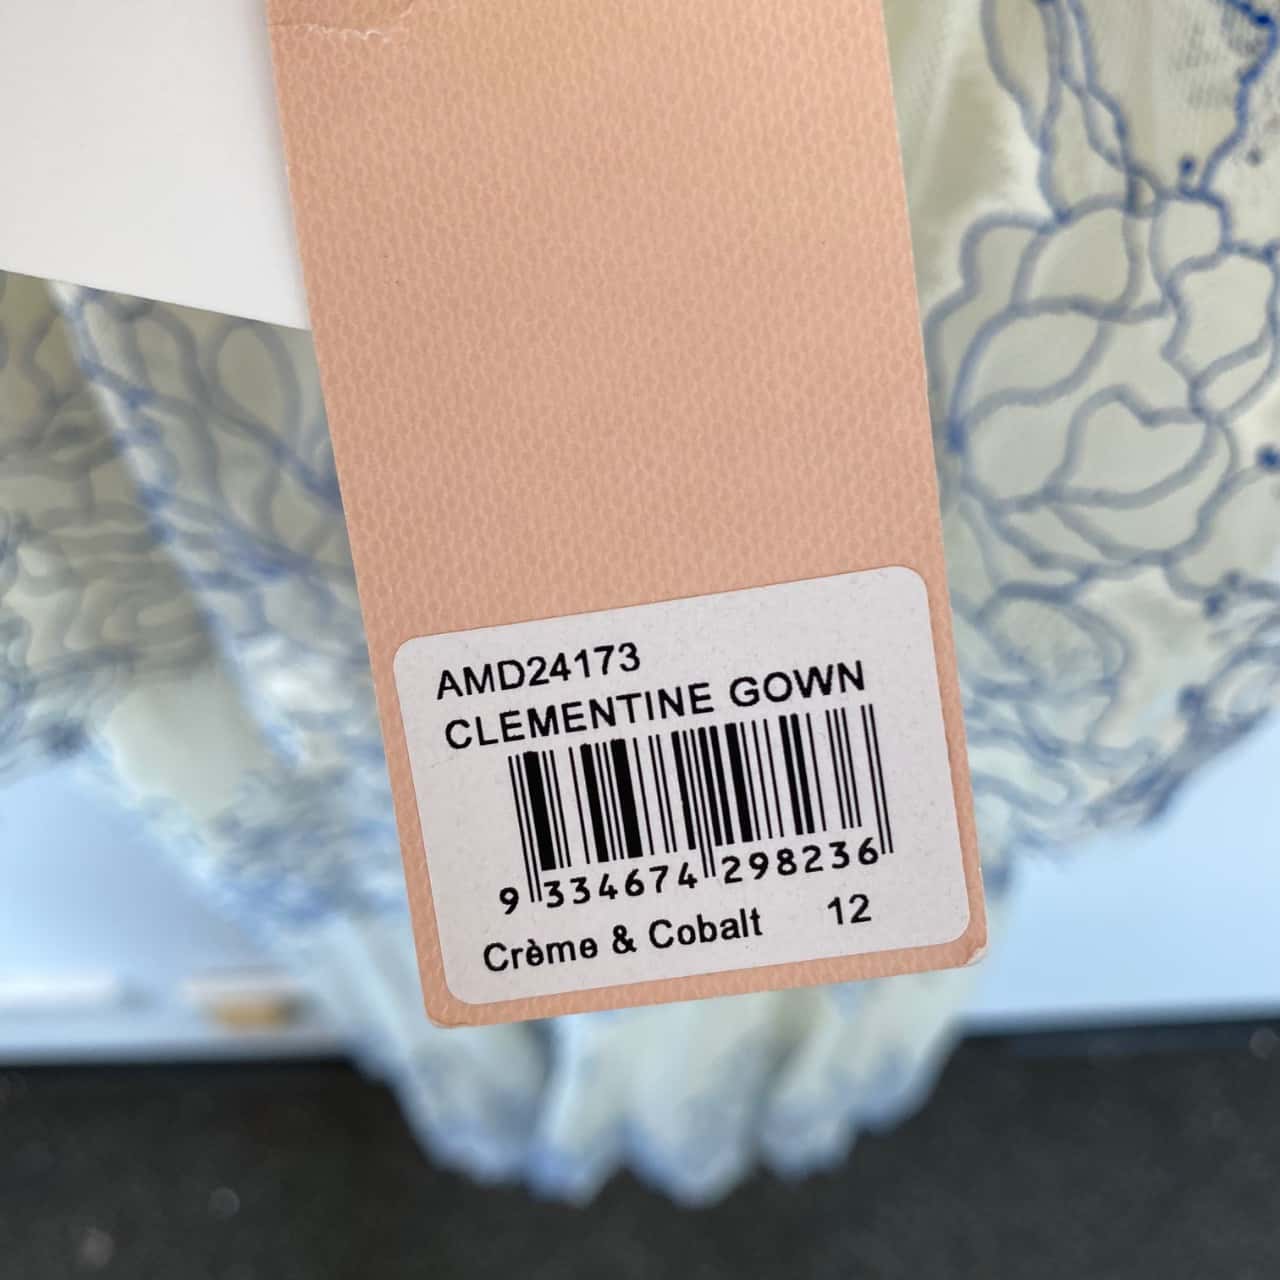 AMD24173
CLEMENTINE GOWN
9 334674 298236
Crème & Cobalt 12